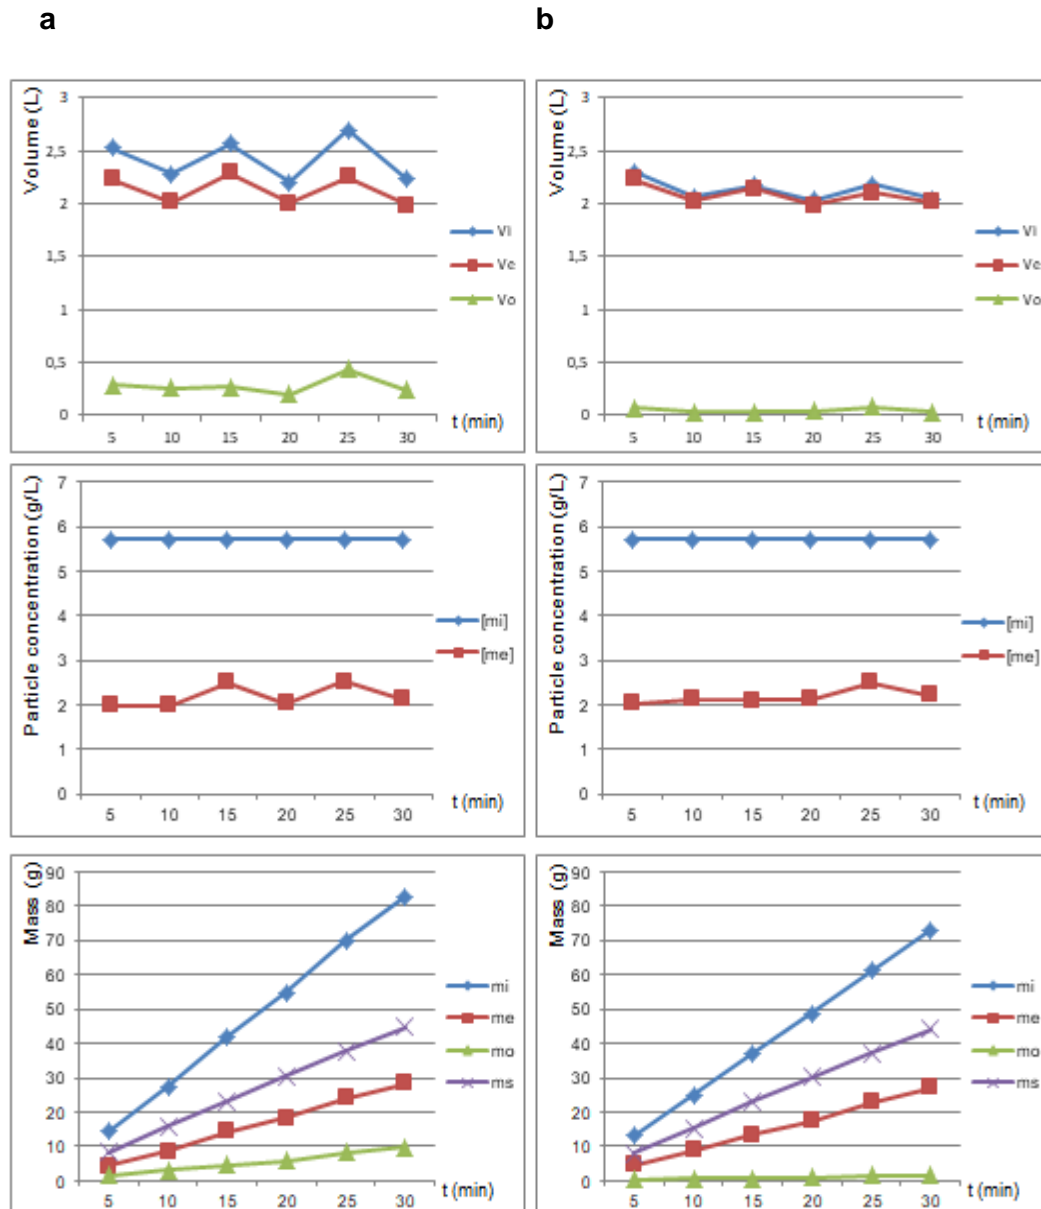 a
b
Volume (L)
3
2,5
2
1,5
1
0,5
0
5 10 15 20 25 30
t (min)
Vi
Ve
Vo
Volume (L)
3
2,5
2
1,5
1
0,5
0
5 10 15 20 25 30
t (min)
Vi
Ve
Vo
Particle concentration (g/L)
7
6
5
4
3
2
1
0
5 10 15 20 25 30
t (min)
[mi]
[me]
Particle concentration (g/L)
7
6
5
4
3
2
1
0
5 10 15 20 25 30
t (min)
[mi]
[me]
Mass (g)
90
80
70
60
50
40
30
20
10
0
5 10 15 20 25 30
t (min)
mi
me
mo
ms
Mass (g)
90
80
70
60
50
40
30
20
10
0
5 10 15 20 25 30
t (min)
mi
me
mo
ms